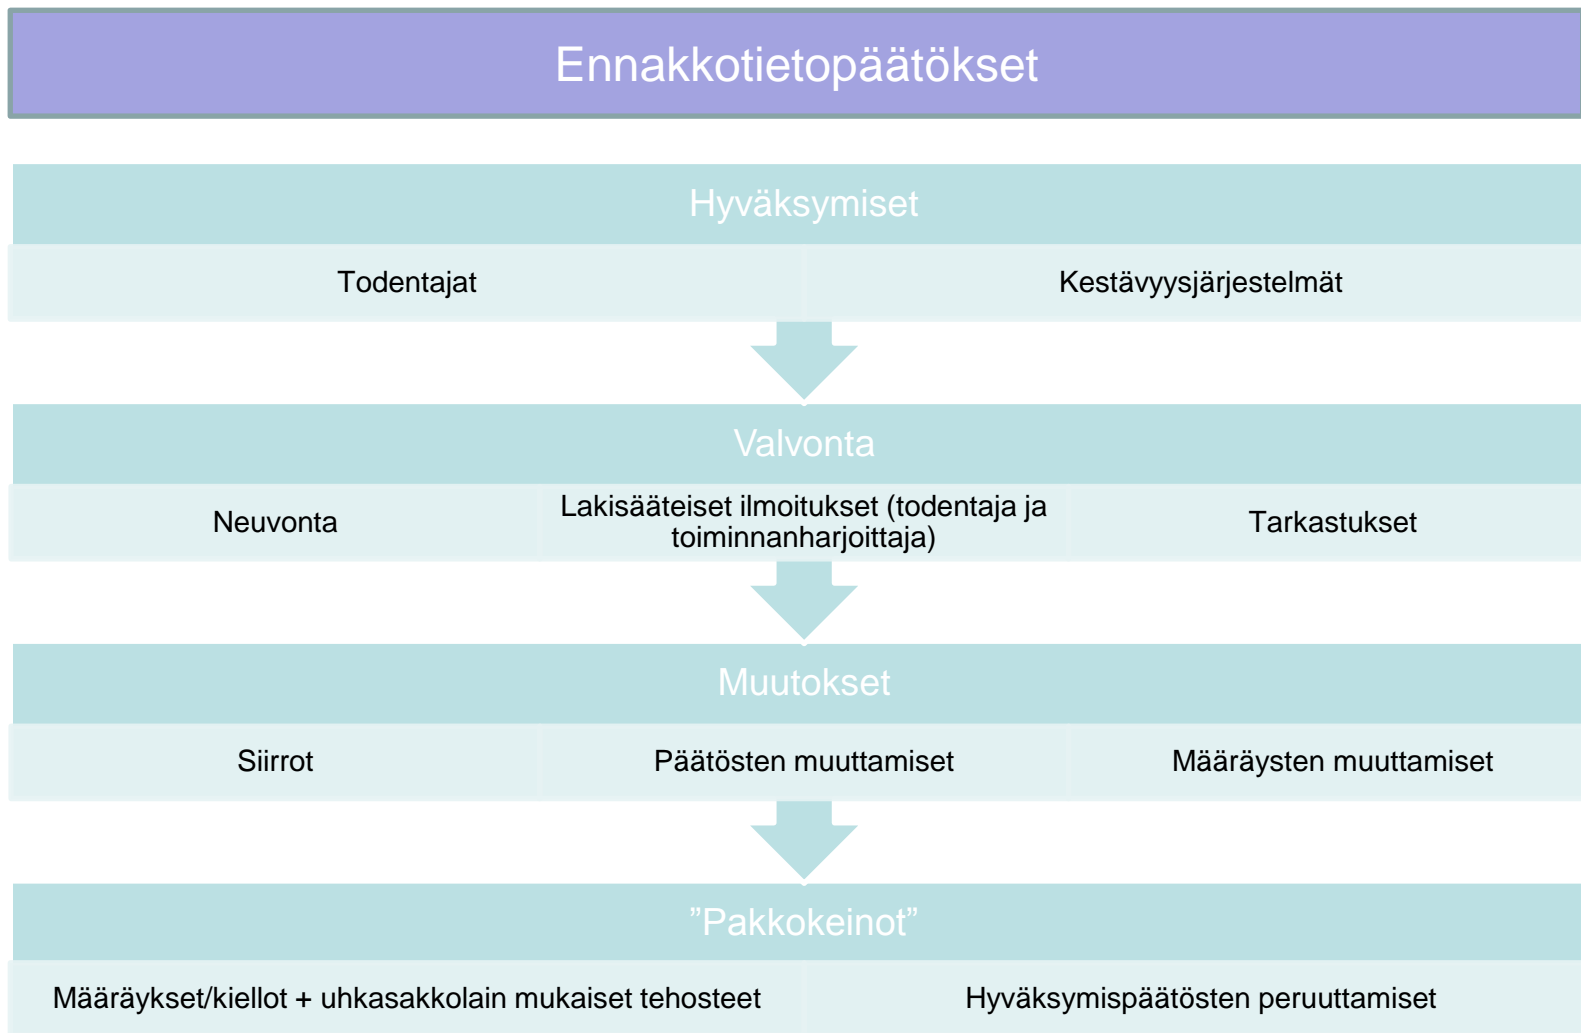 Ennakkotietopäätökset
Hyväksymiset
Todentajat
Kestävyysjärjestelmät
Valvonta
Neuvonta
Lakisääteiset ilmoitukset (todentaja ja
toiminnanharjoittaja)
Tarkastukset
Muutokset
Siirrot
Päätösten muuttamiset
Määräysten muuttamiset
”Pakkokeinot”
Määräykset/kiellot + uhkasakkolain mukaiset tehosteet
Hyväksymispäätösten peruuttamiset